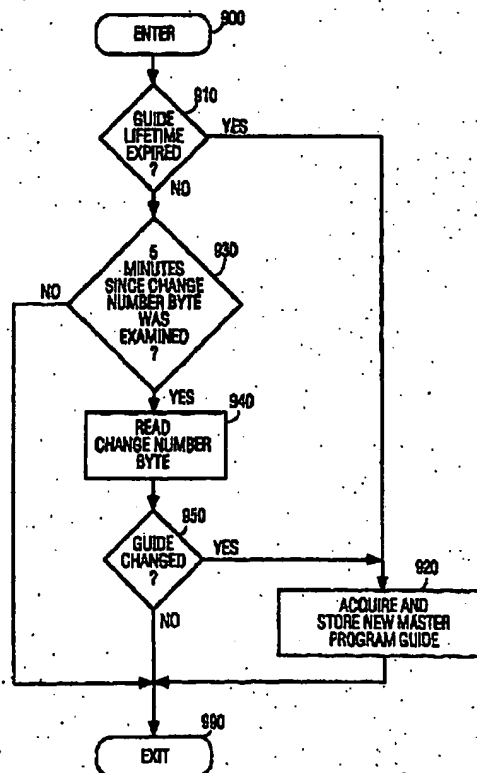 ENTER
900
910
GUIDE
LIFETIME
EXPIRED
?
YES
NO
5
MINUTES
SINCE CHANGE
NUMBER BYTE
WAS
EXAMINED
?
930
NO
YES
940
READ
CHANGE NUMBER
BYTE
950
GUIDE
CHANGED
?
YES
NO
920
ACQUIRE AND
STORE NEW MASTER
PROGRAM GUIDE
990
EXIT